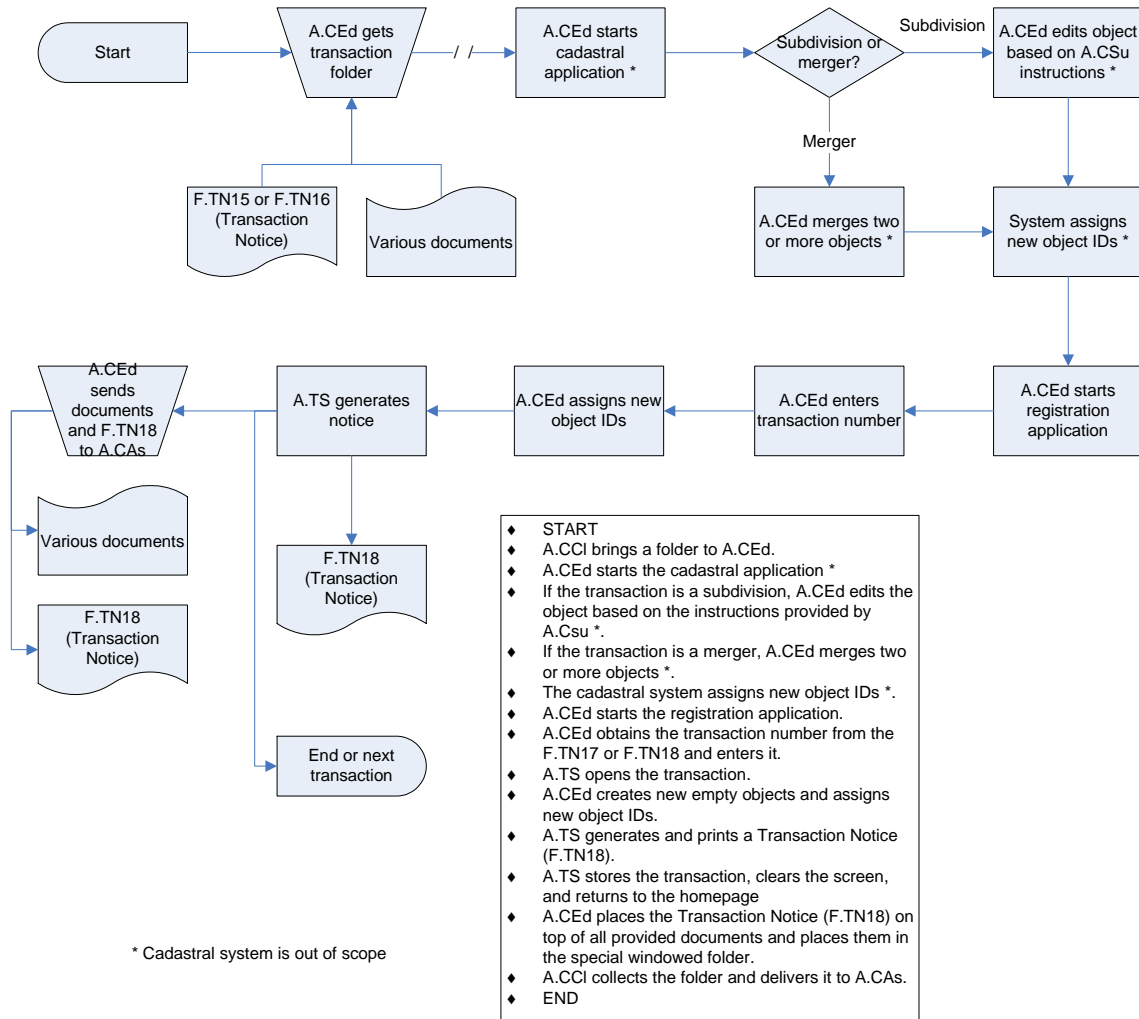 Start
A.CEd gets
transaction
folder
/ /
A.CEd starts
cadastral
application *
Subdivision or
merger?
Subdivision
A.CEd edits object
based on A.CSu
instructions *
Merger
F.TN15 or F.TN16
(Transaction
Notice)
Various documents
A.CEd merges two
or more objects *
System assigns
new object IDs *
A.CEd
sends
documents
and F.TN18
to A.CAs
A.TS generates
notice
A.CEd assigns new
object IDs
A.CEd enters
transaction number
A.CEd starts
registration
application
Various documents
F.TN18
(Transaction
Notice)
F.TN18
(Transaction
Notice)
End or next
transaction
♦ START
♦ A.CCl brings a folder to A.CEd.
♦ A.CEd starts the cadastral application *
♦ If the transaction is a subdivision, A.CEd edits the
object based on the instructions provided by
A.Csu *.
♦ If the transaction is a merger, A.CEd merges two
or more objects *.
♦ The cadastral system assigns new object IDs *.
♦ A.CEd starts the registration application.
♦ A.CEd obtains the transaction number from the
F.TN17 or F.TN18 and enters it.
♦ A.TS opens the transaction.
♦ A.CEd creates new empty objects and assigns
new object IDs.
♦ A.TS generates and prints a Transaction Notice
(F.TN18).
♦ A.TS stores the transaction, clears the screen,
and returns to the homepage
♦ A.CEd places the Transaction Notice (F.TN18) on
top of all provided documents and places them in
the special windowed folder.
♦ A.CCl collects the folder and delivers it to A.CAs.
♦ END
* Cadastral system is out of scope